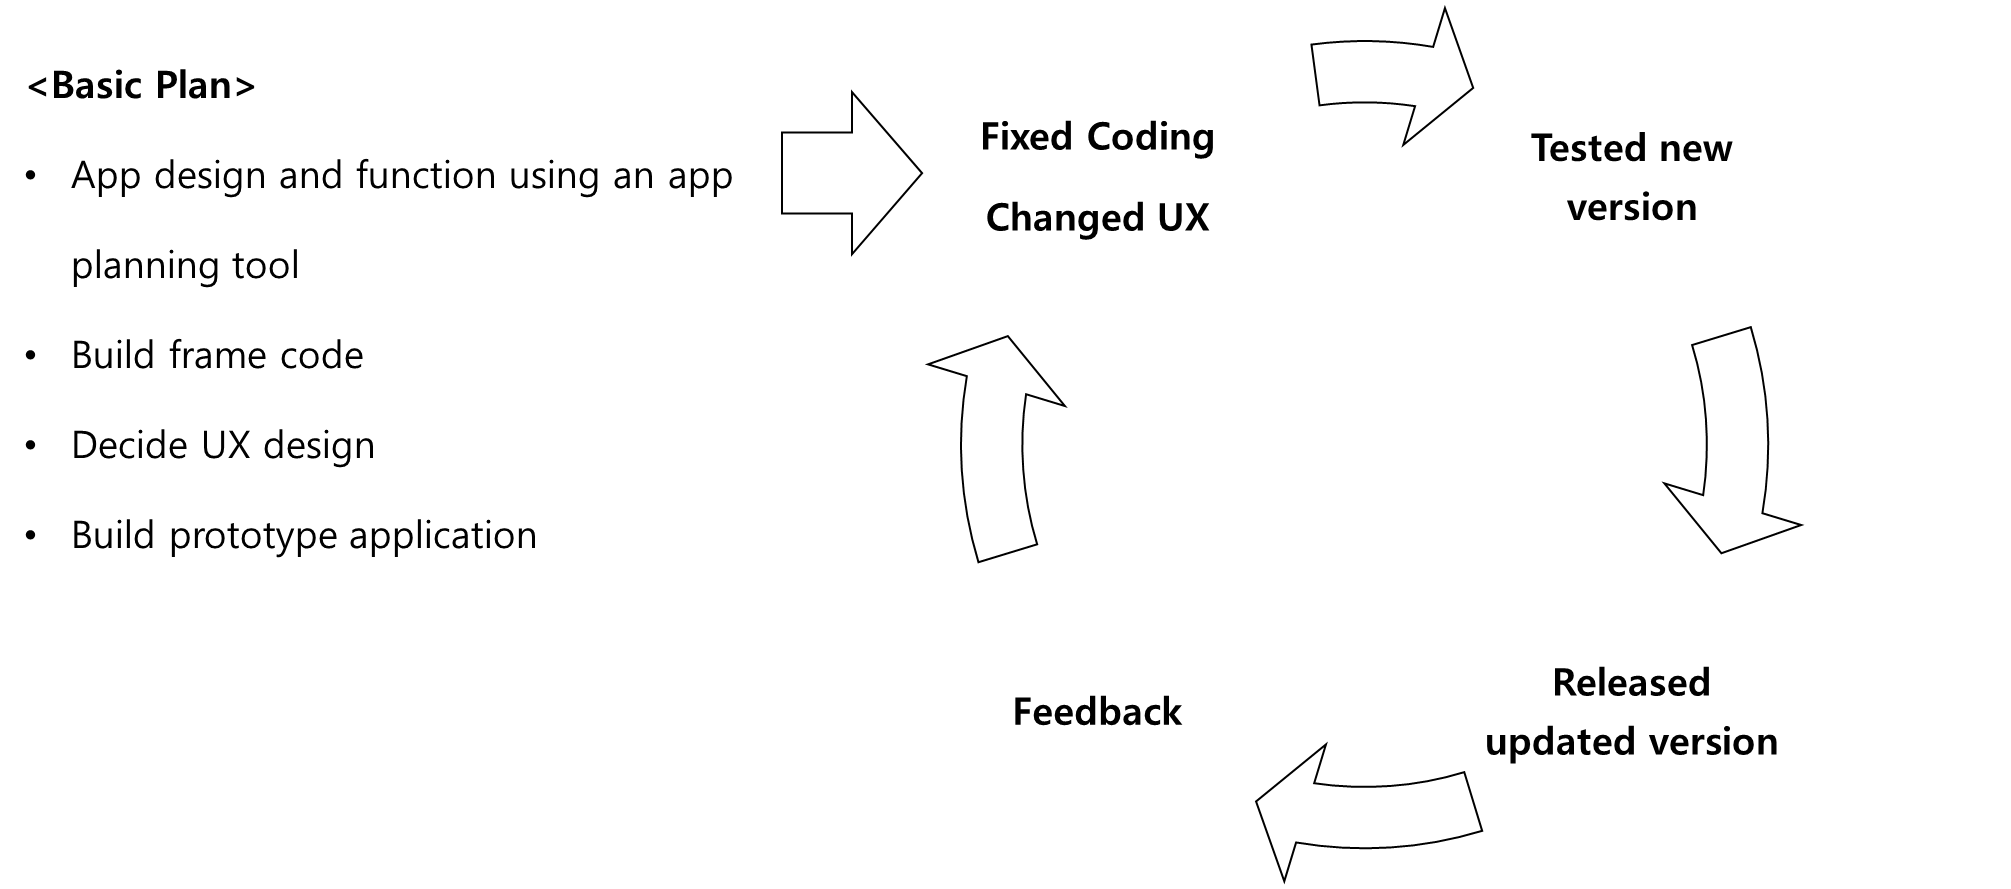 <Basic Plan>
• App design and function using an app
planning tool
• Build frame code
• Decide UX design
• Build prototype application
Fixed Coding
Changed UX
Tested new
version
Released
updated version
Feedback